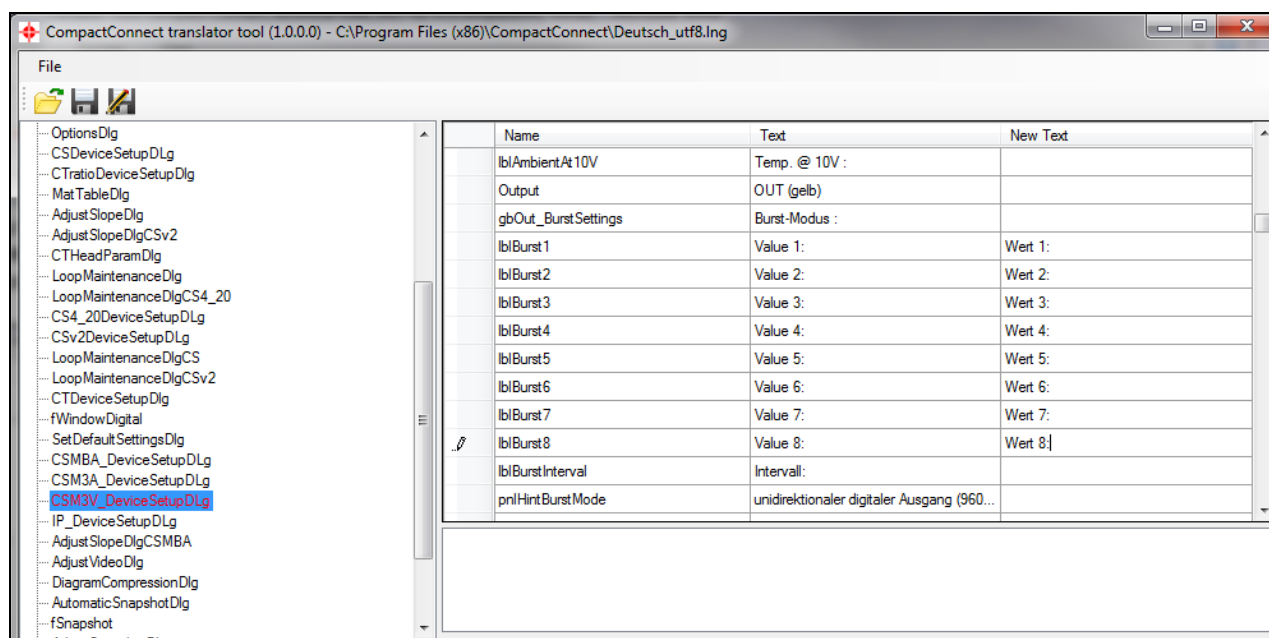 CompactConnect translator tool (1.0.0.0) - C:\Program Files (x86)\CompactConnect\Deutsch_utf8.lng
File
OptionsDlg
CSDeviceSetupDLg
CTratioDeviceSetupDlg
MatTableDlg
AdjustSlopeDlg
AdjustSlopeDlgCSv2
CTHeadParamDlg
LoopMaintenanceDlg
LoopMaintenanceDlgCS4_20
CS4_20DeviceSetupDLg
CSv2DeviceSetupDLg
LoopMaintenanceDlgCS
LoopMaintenanceDlgCSv2
CTDeviceSetupDlg
fWindowDigital
SetDefaultSettingsDlg
CSMBA_DeviceSetupDLg
CSM3A_DeviceSetupDLg
CSM3V_DeviceSetupDLg
IP_DeviceSetupDLg
AdjustSlopeDlgCSMBA
AdjustVideoDlg
DiagramCompressionDlg
AutomaticSnapshotDlg
fSnapshot
Name Text New Text
lblAmbientAt10V Temp. @ 10V :
Output OUT (gelb)
gbOut_BurstSettings Burst-Modus :
lblBurst1 Value 1: Wert 1:
lblBurst2 Value 2: Wert 2:
lblBurst3 Value 3: Wert 3:
lblBurst4 Value 4: Wert 4:
lblBurst5 Value 5: Wert 5:
lblBurst6 Value 6: Wert 6:
lblBurst7 Value 7: Wert 7:
lblBurst8 Value 8: Wert 8:
lblBurstInterval Intervall:
pnlHintBurstMode unidirektionaler digitaler Ausgang (960...